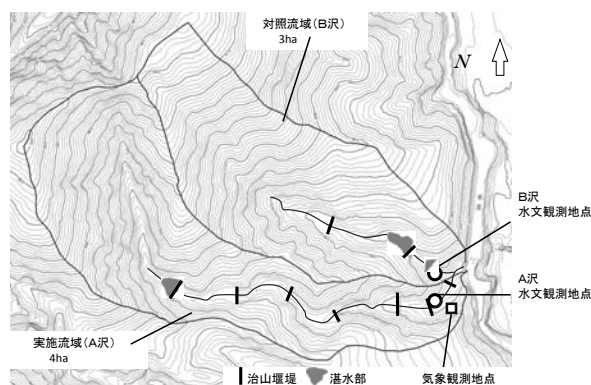 対照流域(B沢)
3ha
N
B沢
水文観測地点
A沢
水文観測地点
実施流域(A沢)
4ha
治山堰堤
湛水部
気象観測地点